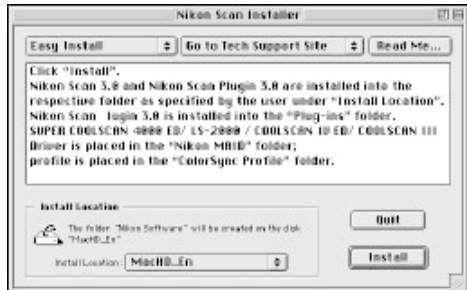 Nikon Scan Installer
Easy Install Go to Tech Support Site Read Me...
Click "Install".
Nikon Scan 3.0 and Nikon Scan Plugin 3.0 are installed into the
respective folder as specified by the user under "Install Location".
Nikon Scan lugin 3.0 is installed into the "Plug-ins" folder.
SUPER COOLSCAN 4000 ED/ LS-2000 / COOLSCAN IV ED/ COOLSCAN III
Driver is placed in the "Nikon MAID" folder;
profile is placed in the "ColorSync Profile" folder.
Install Location
The folder "Nikon Software" will be created on the disk
"MacHD_En"
Install Location: MacHD_En
Quit
Install